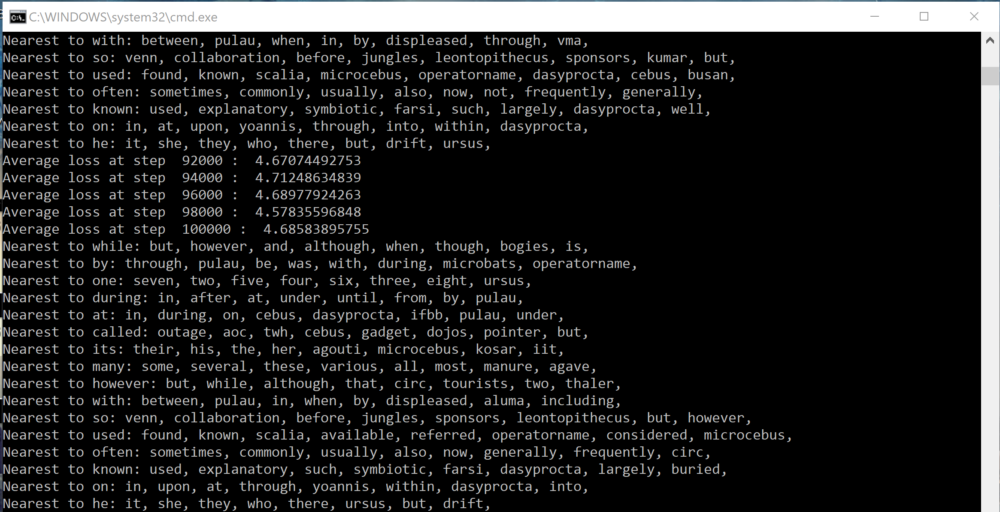 C:\WINDOWS\system32\cmd.exe
Nearest to with: between, pulau, when, in, by, displeased, through, vma,
Nearest to so: venn, collaboration, before, jungles, leontopithecus, sponsors, kumar, but,
Nearest to used: found, known, scalia, microcebus, operatorname, dasyprocta, cebus, busan,
Nearest to often: sometimes, commonly, usually, also, now, not, frequently, generally,
Nearest to known: used, explanatory, symbiotic, farsi, such, largely, dasyprocta, well,
Nearest to on: in, at, upon, yoannis, through, into, within, dasyprocta,
Nearest to he: it, she, they, who, there, but, drift, ursus,
Average loss at step  92000 :  4.67074492753
Average loss at step  94000 :  4.71248634839
Average loss at step  96000 :  4.68977924263
Average loss at step  98000 :  4.57835596848
Average loss at step  100000 :  4.68583895755
Nearest to while: but, however, and, although, when, though, bogies, is,
Nearest to by: through, pulau, be, was, with, during, microbats, operatorname,
Nearest to one: seven, two, five, four, six, three, eight, ursus,
Nearest to during: in, after, at, under, until, from, by, pulau,
Nearest to at: in, during, on, cebus, dasyprocta, ifbb, pulau, under,
Nearest to called: outage, aoc, twh, cebus, gadget, dojos, pointer, but,
Nearest to its: their, his, the, her, agouti, microcebus, kosar, iit,
Nearest to many: some, several, these, various, all, most, manure, agave,
Nearest to however: but, while, although, that, circ, tourists, two, thaler,
Nearest to with: between, pulau, in, when, by, displeased, aluma, including,
Nearest to so: venn, collaboration, before, jungles, sponsors, leontopithecus, but, however,
Nearest to used: found, known, scalia, available, referred, operatorname, considered, microcebus,
Nearest to often: sometimes, commonly, usually, also, now, generally, frequently, circ,
Nearest to known: used, explanatory, such, symbiotic, farsi, dasyprocta, largely, buried,
Nearest to on: in, upon, at, through, yoannis, within, dasyprocta, into,
Nearest to he: it, she, they, who, there, ursus, but, drift,